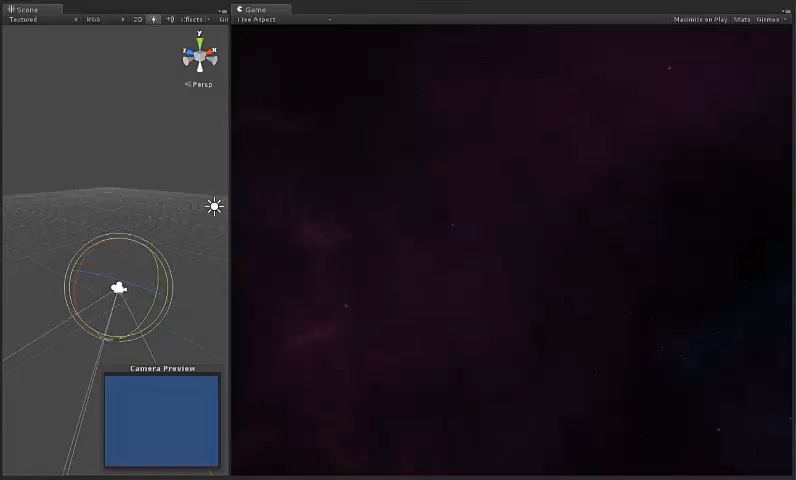 Scene
Textured RGB 2D Effects
y
z x
Persp
Camera Preview
Game
Free Aspect Maximize on Play Stats Gizmos